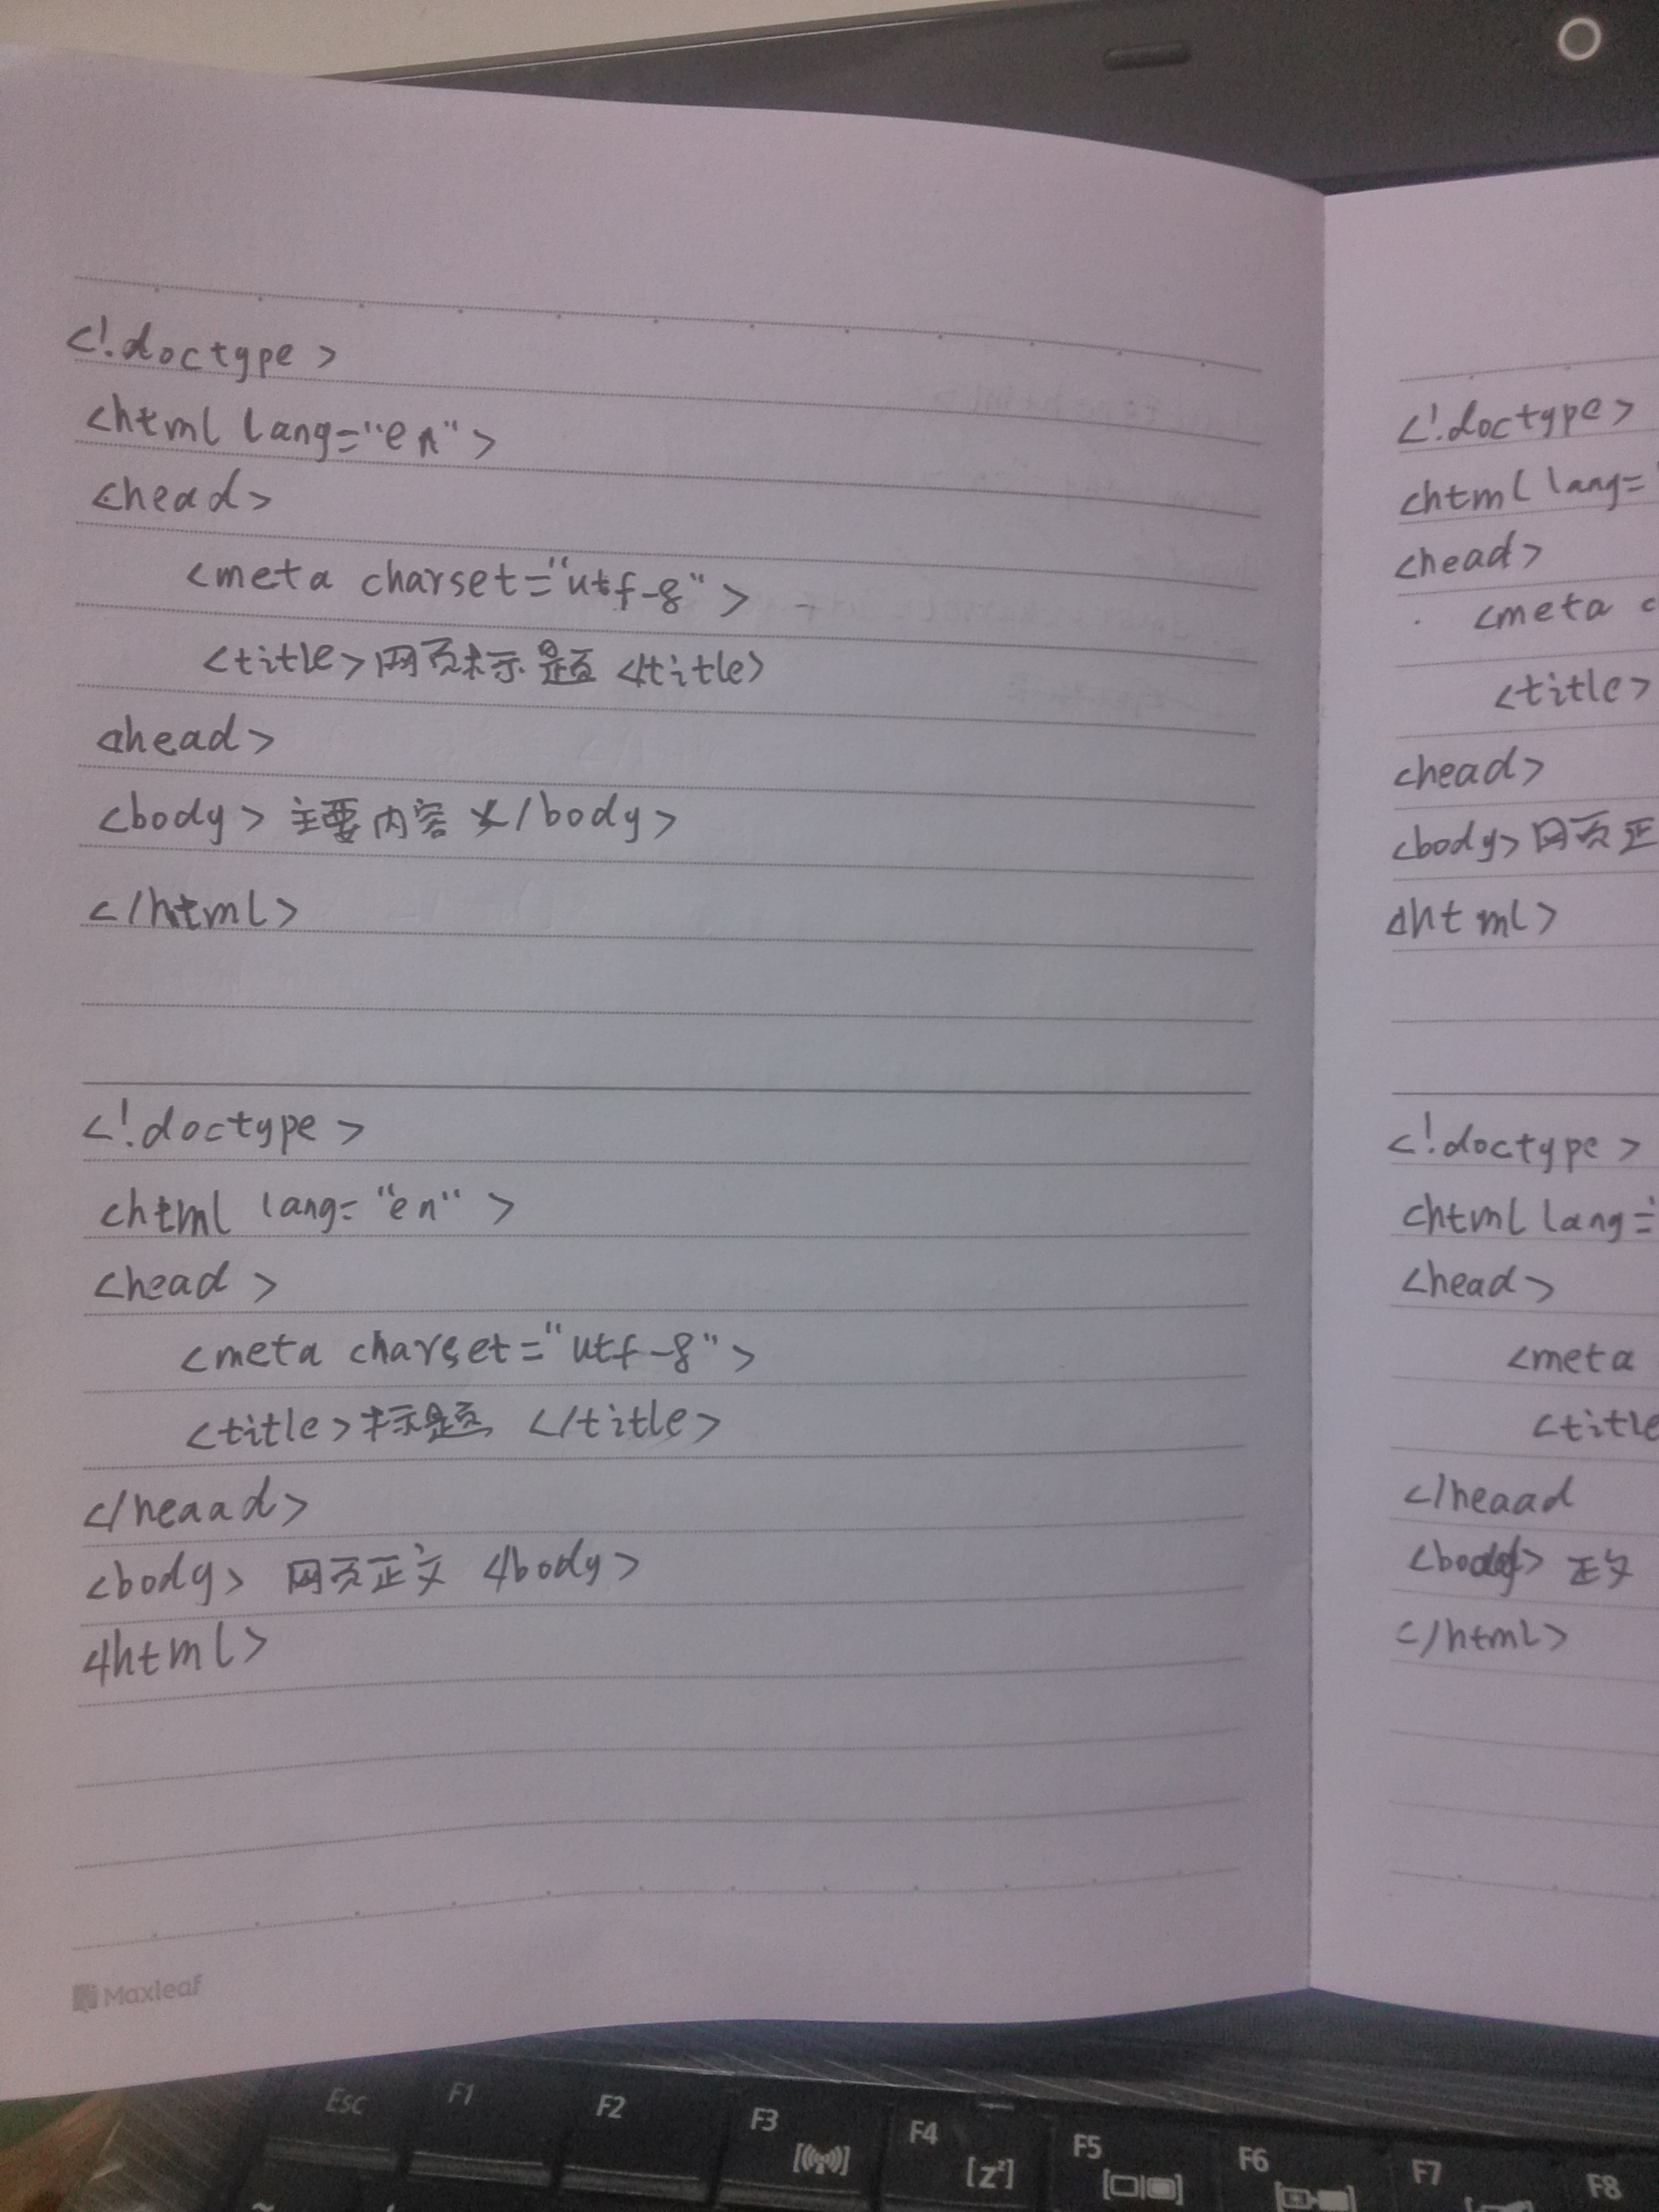 <!doctype>
<html lang="en">
<head>
<meta charset="utf-8">
<title>网页标题</title>
</head>
<body> 主要内容 </body>
</html>
<!doctype>
<html lang="en">
<head>
<meta charset="utf-8">
<title>标题 </title>
</heaad>
<body> 网页正文 </body>
</html>
Maxleaf
<!doctype>
<html lang=
<head>
<meta c
<title>
<head>
<body>网页正
</html>
<!doctype>
<html lang=
<head>
<meta
<title
</heaad
<body> 正文
</html>
Esc
F1
F2
F3
F4
[zz]
F5
F6
F7
F8